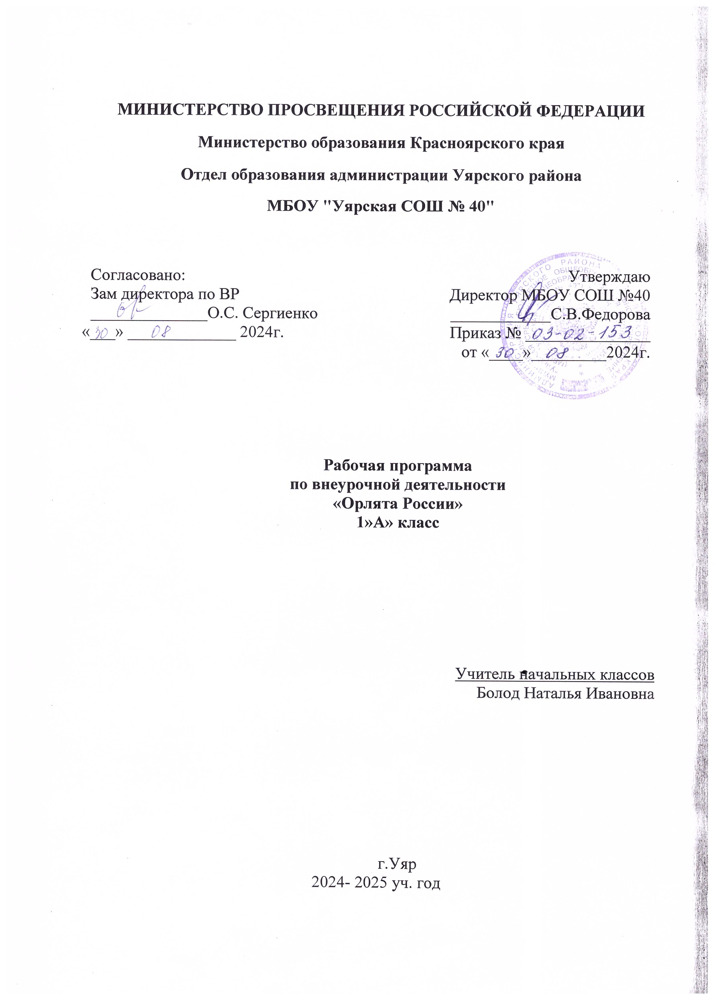 МИНИСТЕРСТВО ПРОСВЕЩЕНИЯ РОССИЙСКОЙ ФЕДЕРАЦИИ
Министерство образования Красноярского края
Отдел образования администрации Уярского района
МБОУ "Уярская СОШ № 40"
Согласовано:
Зам директора по ВР
О.С. Сергиенко
«30» 08 2024г.
Утверждаю
Директор МБОУ СОШ №40
С.В.Федорова
Приказ № 03-02-153
от «30» 08 2024г.
Рабочая программа
по внеурочной деятельности
«Орлята России»
1»А» класс
Учитель начальных классов
Болод Наталья Ивановна
г.Уяр
2024- 2025 уч. год